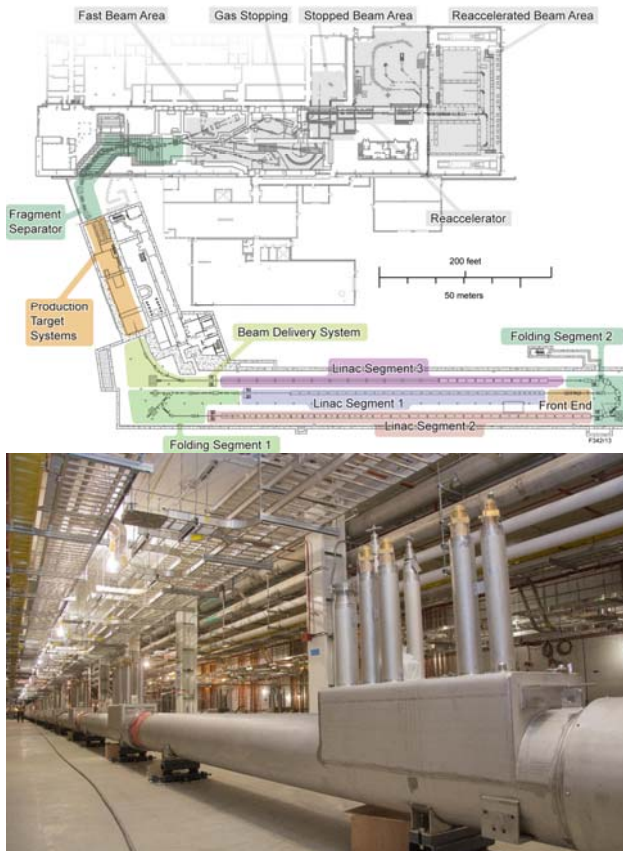 Fast Beam Area
Gas Stopping
Stopped Beam Area
Reaccelerated Beam Area
Fragment
Separator
Reaccelerator
200 feet
50 meters
Production
Target
Systems
Beam Delivery System
Folding Segment 2
Linac Segment 3
Linac Segment 1
Front End
Linac Segment 2
Folding Segment 1
F342/13